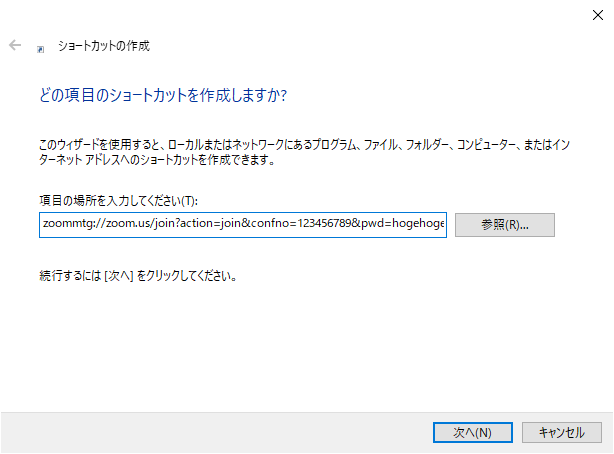 ショートカットの作成
どの項目のショートカットを作成しますか?
このウィザードを使用すると、ローカルまたはネットワークにあるプログラム、ファイル、フォルダー、コンピューター、またはイン
ターネット アドレスへのショートカットを作成できます。
項目の場所を入力してください(T):
zoommtg://zoom.us/join?action=join&confno=123456789&pwd=hogehoge
参照(R)...
続行するには [次へ] をクリックしてください。
次へ(N)
キャンセル